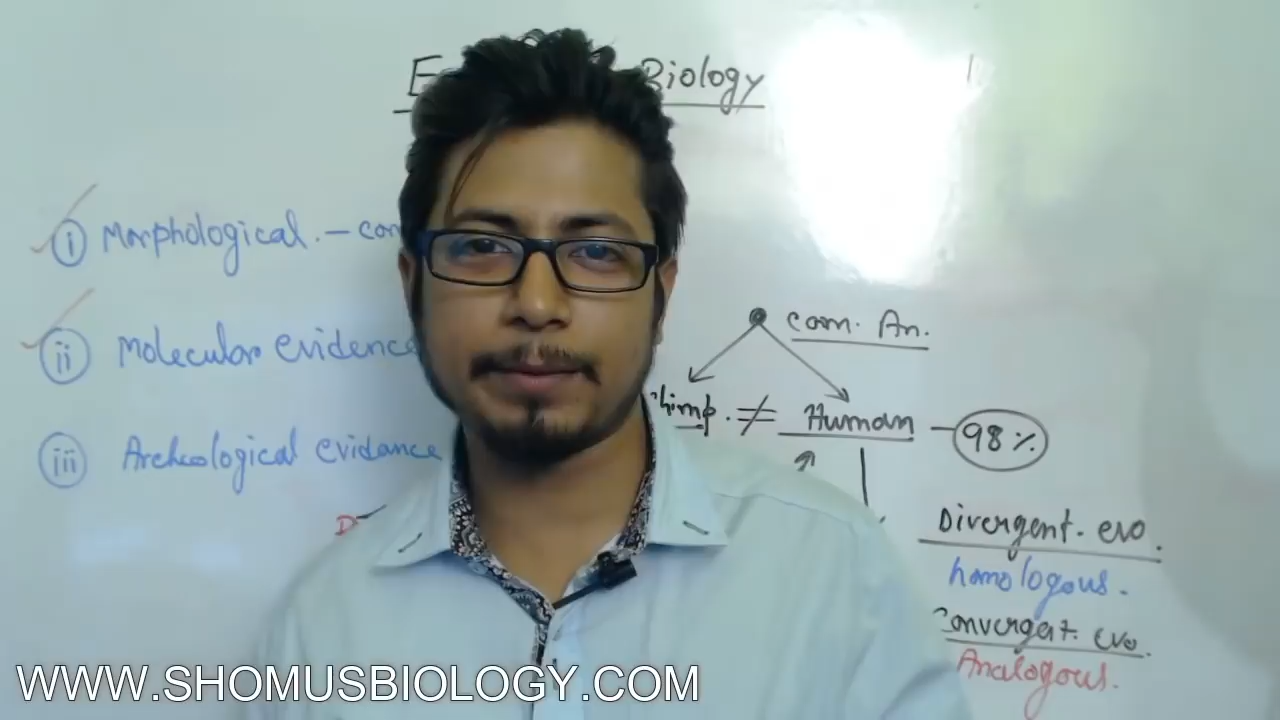 Biology
i Morphological. –
ii Molecular evidence
iii Archeological evidence
com. An.
chimp. ≠ Human – 98%
Divergent. evo.
homologous.
Convergent. evo.
Analogous.
WWW.SHOMUSBIOLOGY.COM